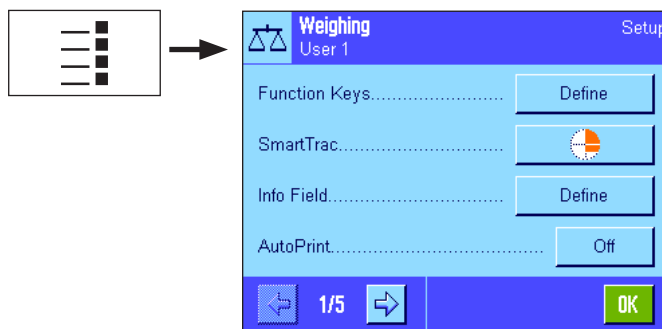 Weighing
Setup
User 1
Function Keys........................ Define
SmartTrac..............................
Info Field................................ Define
AutoPrint....................................... Off
1/5
OK